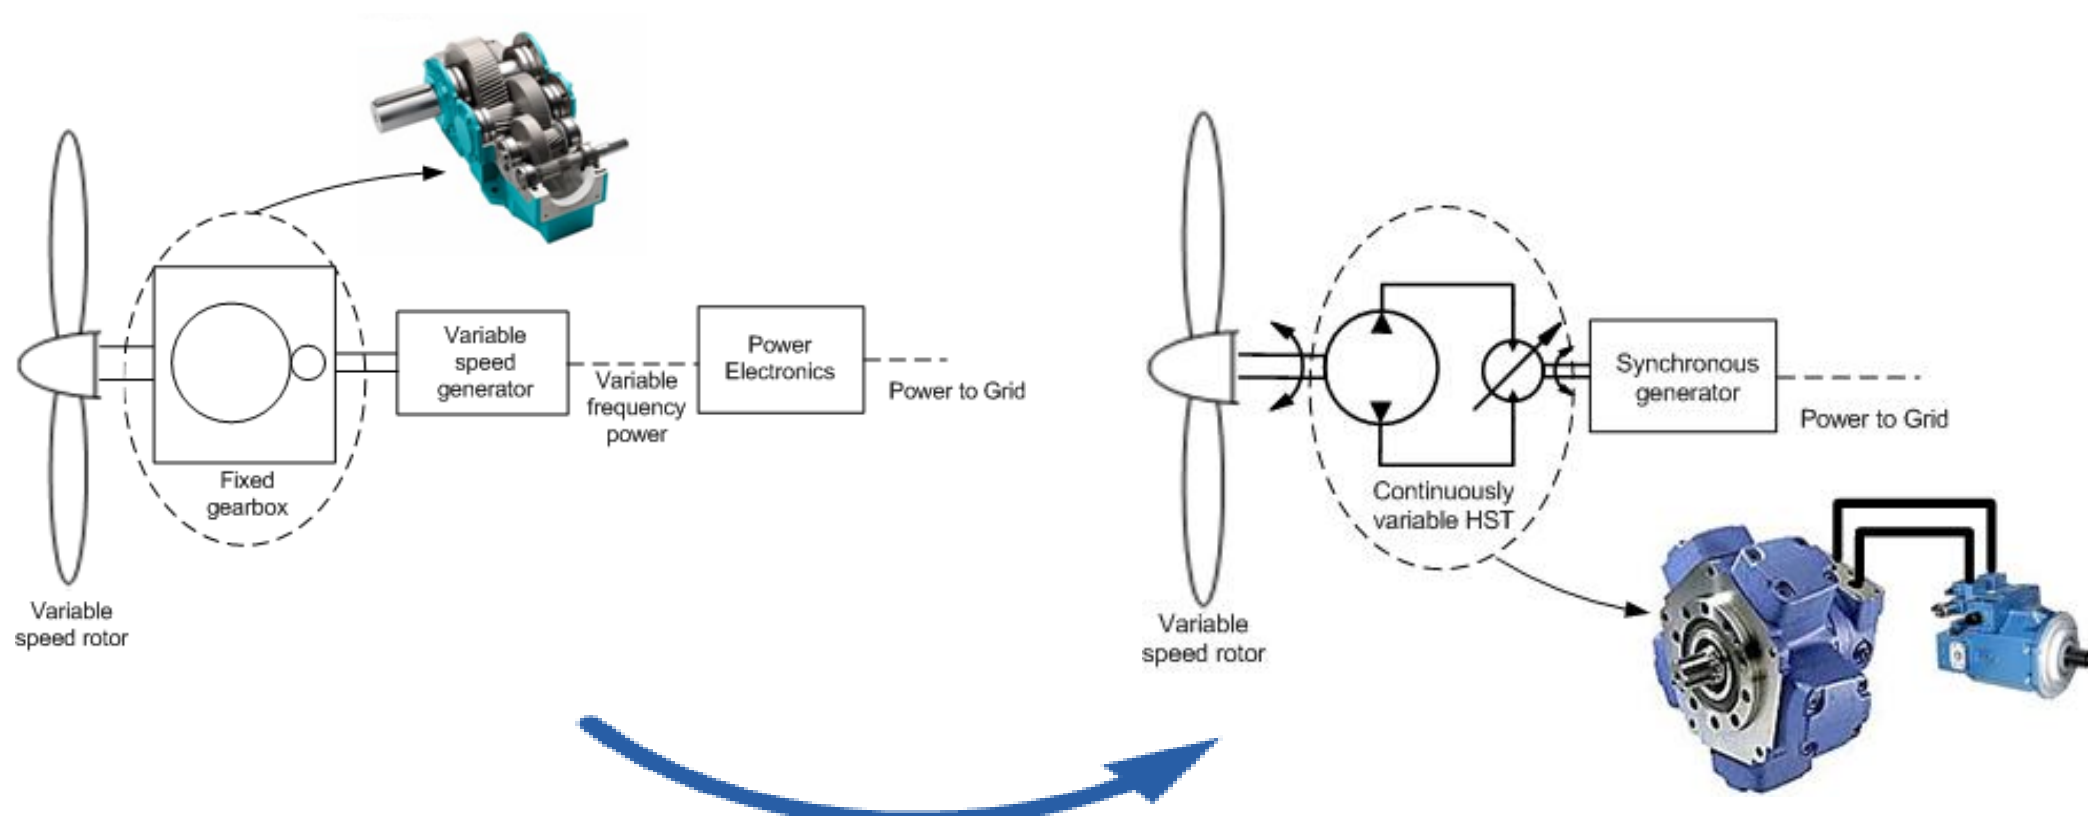 Variable
speed rotor
Fixed
gearbox
Variable
speed
generator
Variable
frequency
power
Power
Electronics
Power to Grid
Variable
speed rotor
Continuously
variable HST
Synchronous
generator
Power to Grid